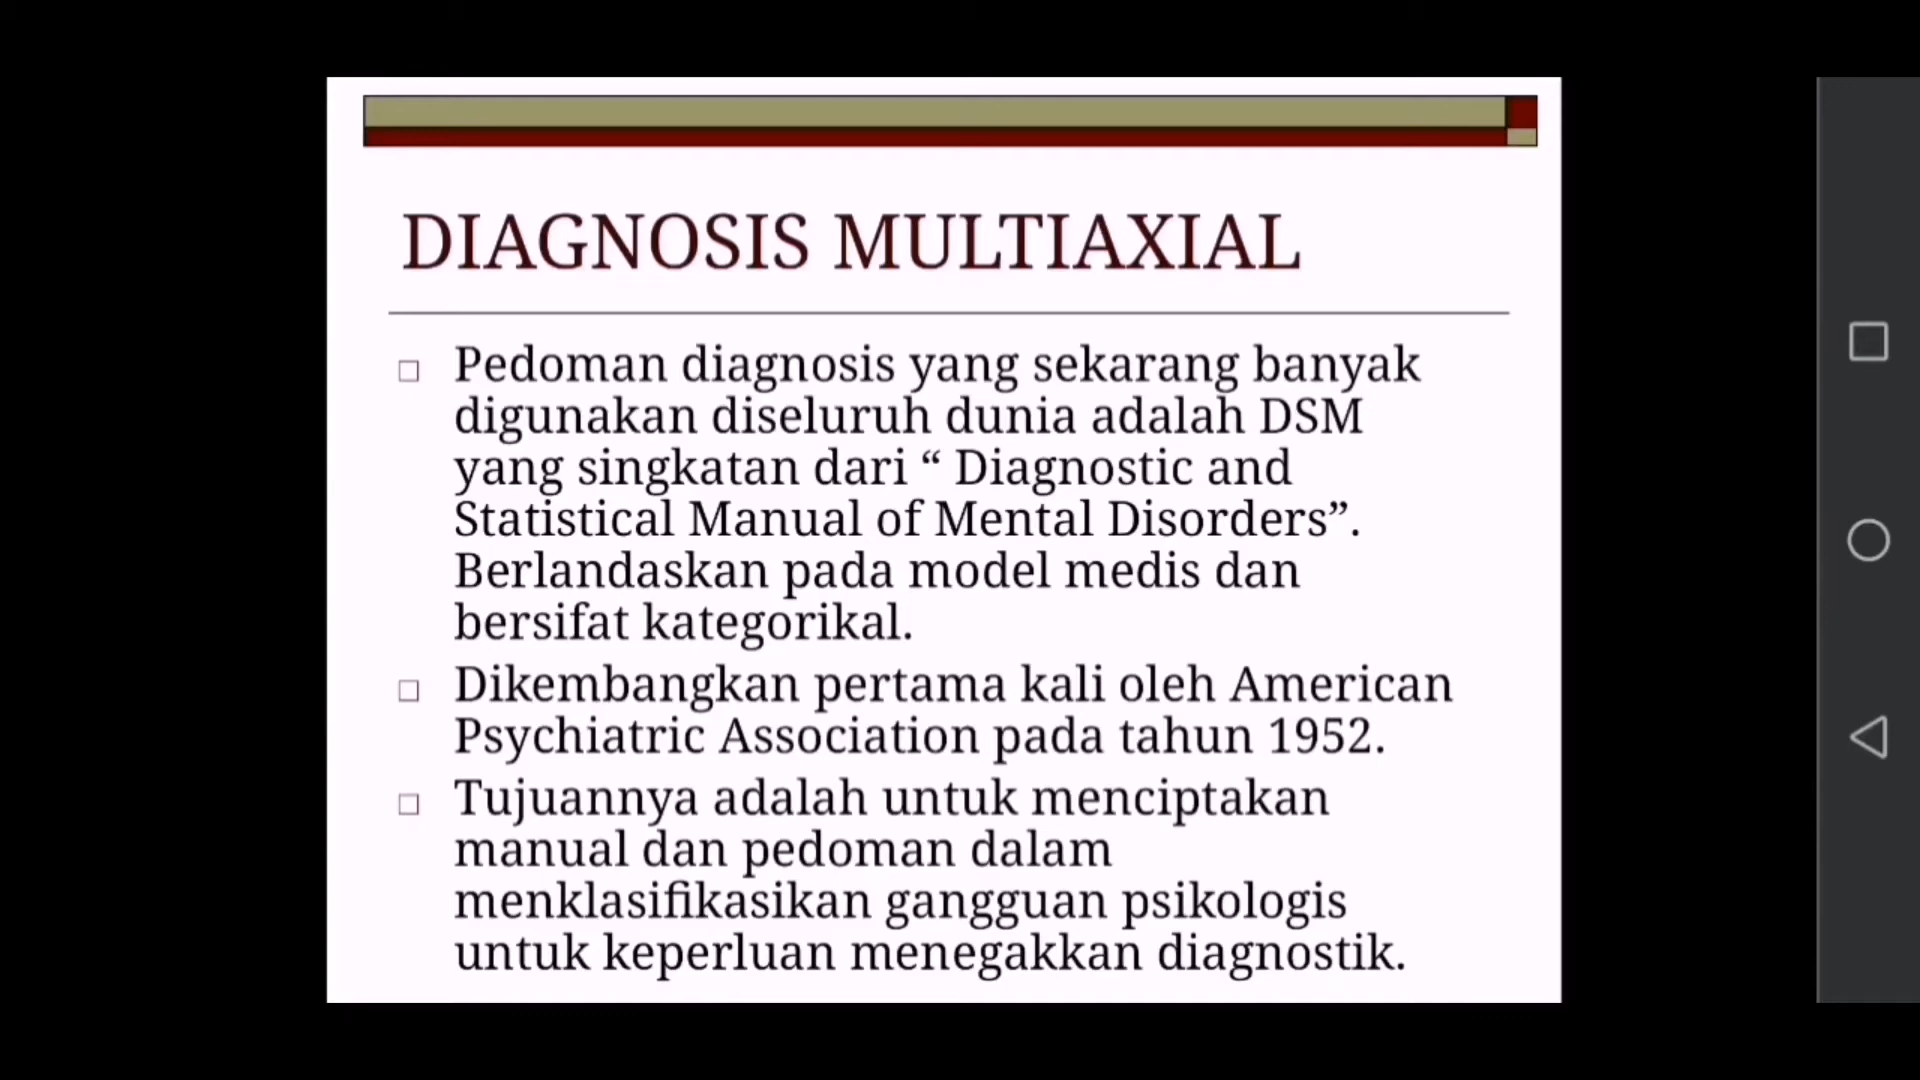 DIAGNOSIS MULTIAXIAL
Pedoman diagnosis yang sekarang banyak
digunakan diseluruh dunia adalah DSM
yang singkatan dari “ Diagnostic and
Statistical Manual of Mental Disorders”.
Berlandaskan pada model medis dan
bersifat kategorikal.
Dikembangkan pertama kali oleh American
Psychiatric Association pada tahun 1952.
Tujuannya adalah untuk menciptakan
manual dan pedoman dalam
menklasifikasikan gangguan psikologis
untuk keperluan menegakkan diagnostik.